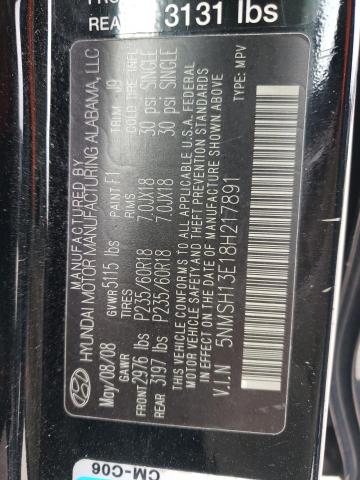 FRO
REAR 3131 lbs
MANUFACTURED BY
HYUNDAI MOTOR MANUFACTURING ALABAMA, LLC
May/08/08 GVWR 5115 lbs PAINT F1 TRIM J9
GAWR TIRES RIMS COLD TIRE INFL
FRONT 2976 lbs P235/60R18 7.0JX18 30 psi SINGLE
REAR 3197 lbs P235/60R18 7.0JX18 30 psi SINGLE
THIS VEHICLE CONFORMS TO ALL APPLICABLE U.S.A. FEDERAL
MOTOR VEHICLE SAFETY AND THEFT PREVENTION STANDARDS
IN EFFECT ON THE DATE OF MANUFACTURE SHOWN ABOVE.
V.I.N 5NMSH13E18H217891 TYPE: MPV
CM-C06